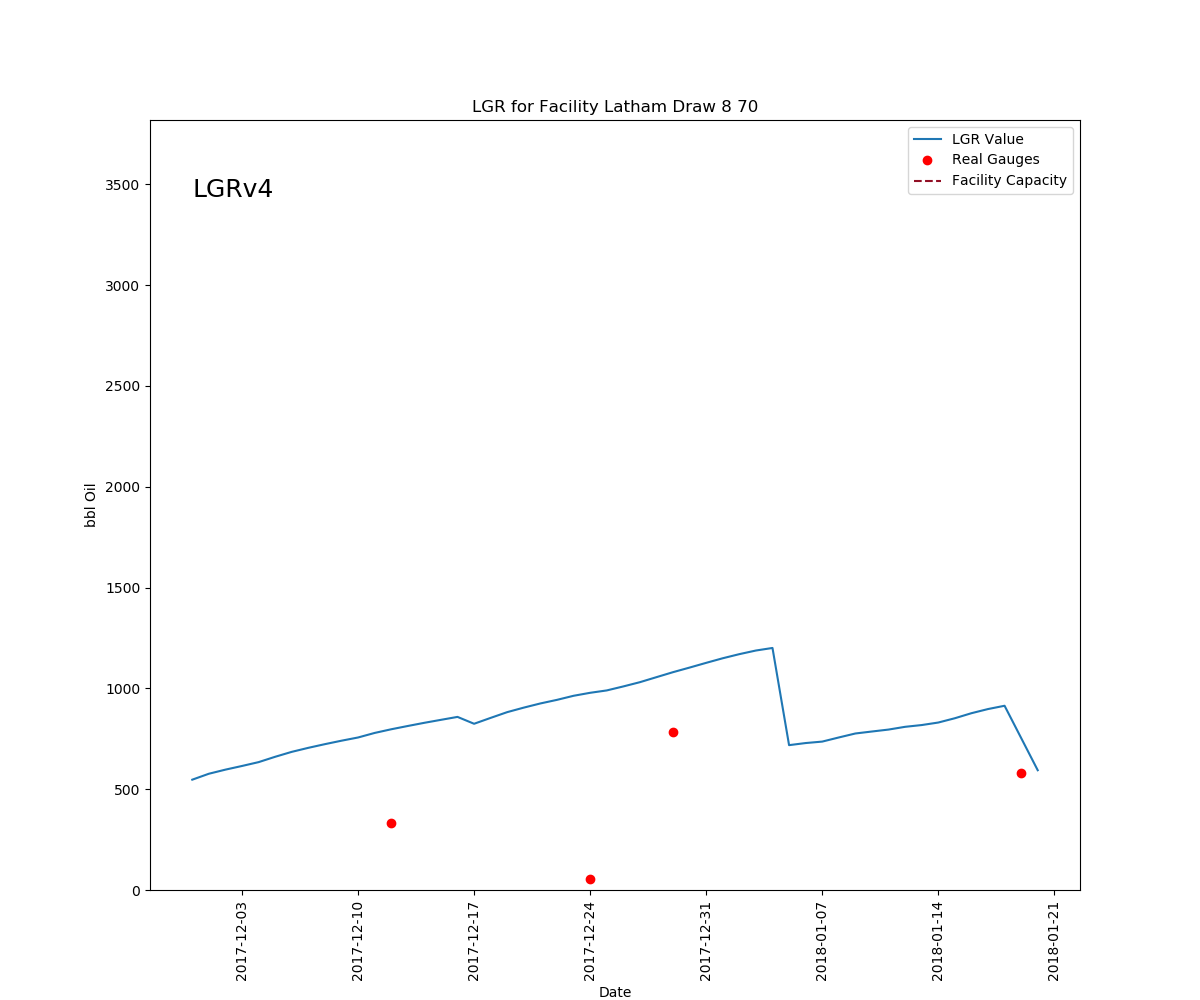 LGR for Facility Latham Draw 8 70
LGRv4
LGR Value
Real Gauges
Facility Capacity
bbl Oil
3500
3000
2500
2000
1500
1000
500
0
2017-12-03
2017-12-10
2017-12-17
2017-12-24
2017-12-31
2018-01-07
2018-01-14
2018-01-21
Date